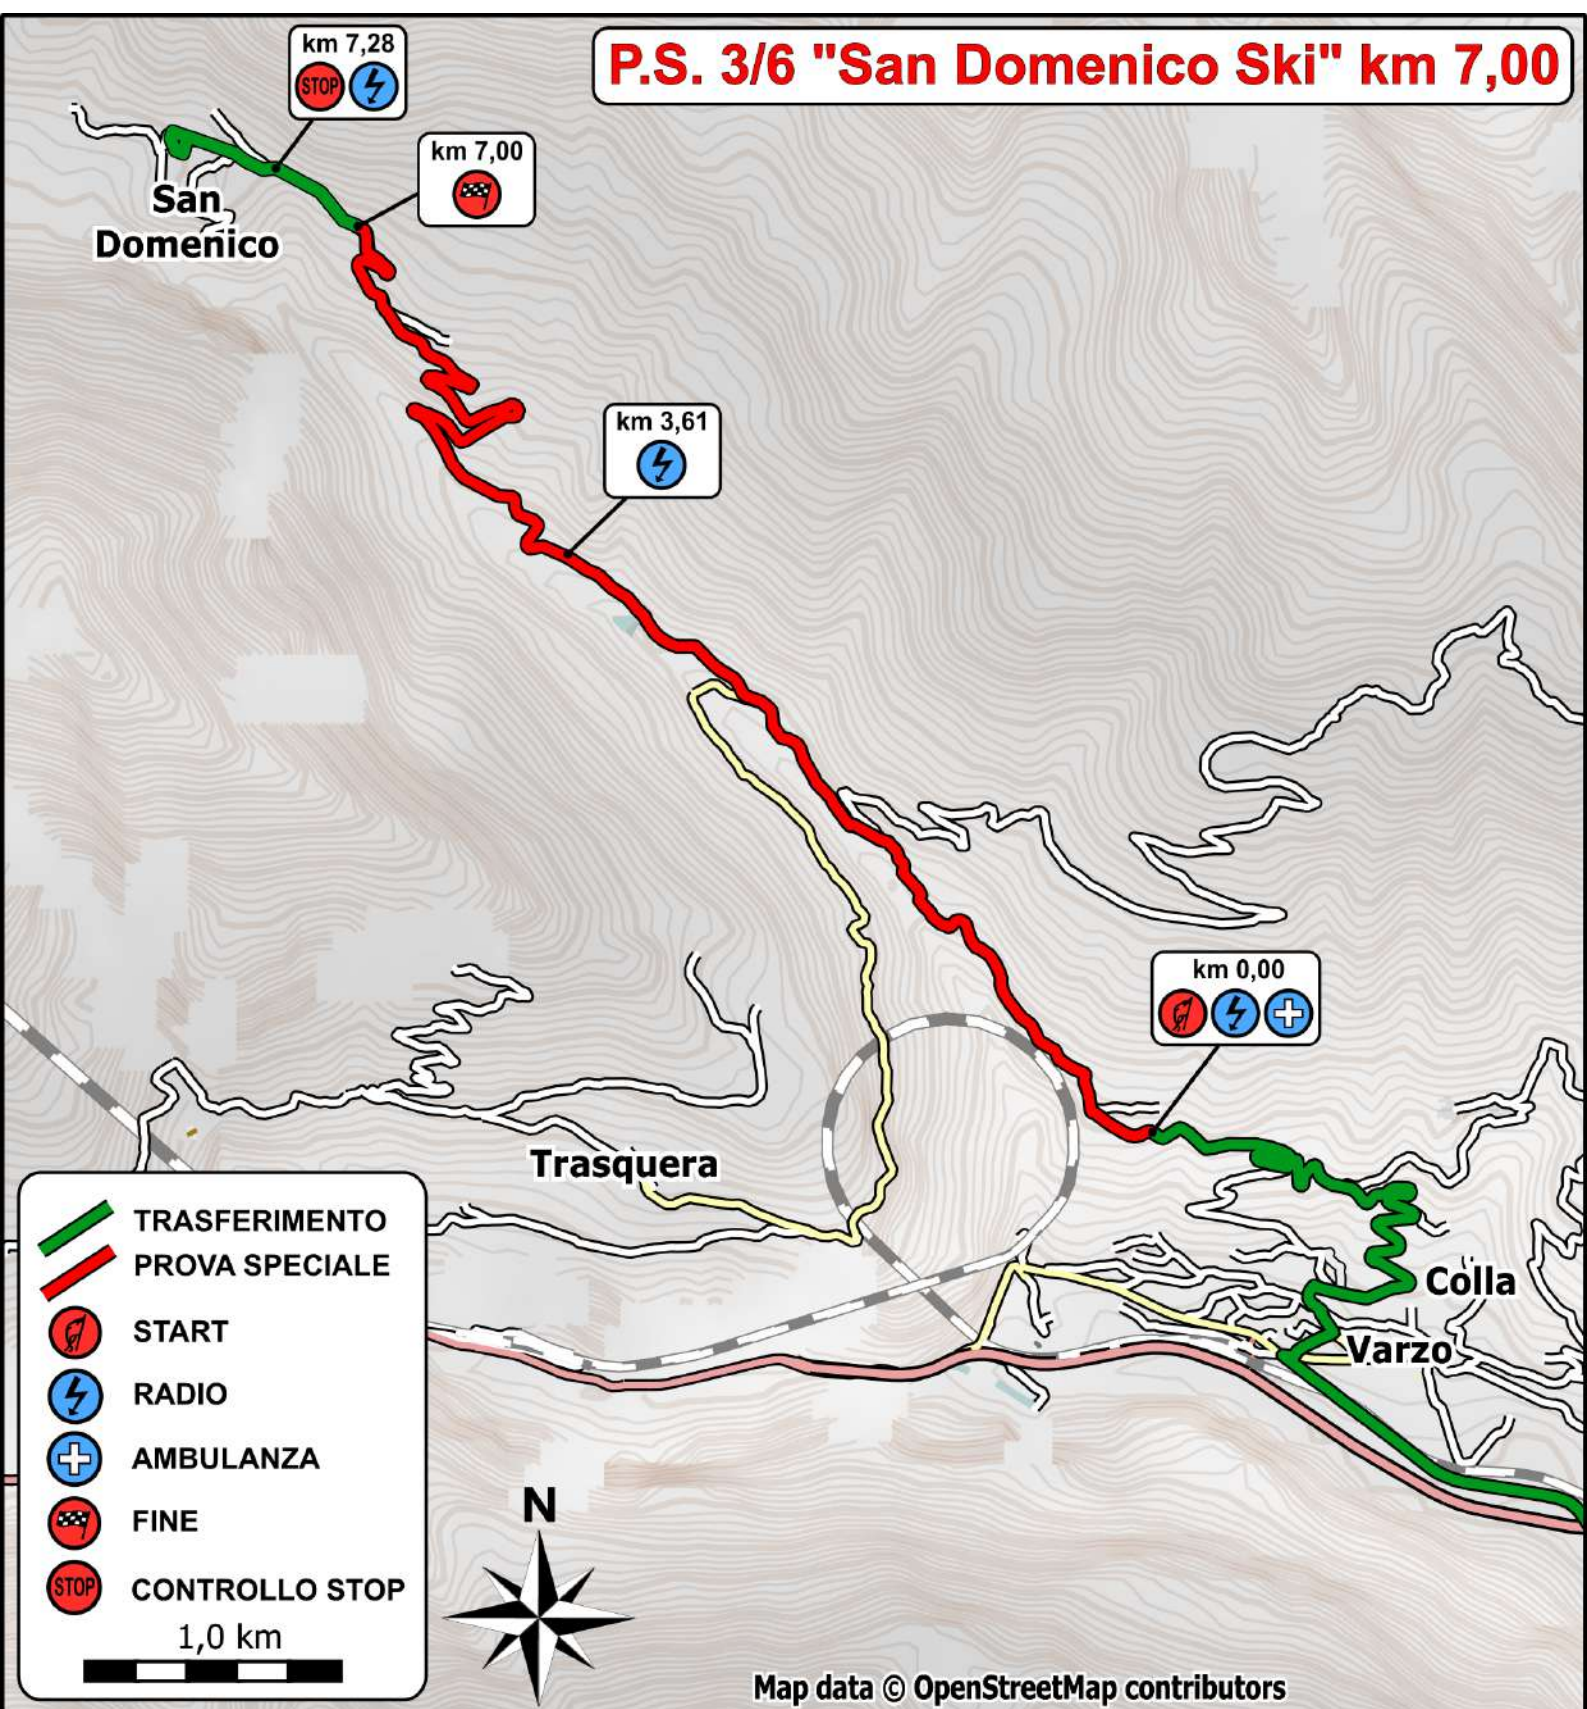 P.S. 3/6 "San Domenico Ski" km 7,00
km 7,28
STOP
km 7,00
San
Domenico
km 3,61
km 0,00
Trasquera
Colla
Varzo
TRASFERIMENTO
PROVA SPECIALE
START
RADIO
AMBULANZA
FINE
STOP CONTROLLO STOP
1,0 km
N
Map data © OpenStreetMap contributors